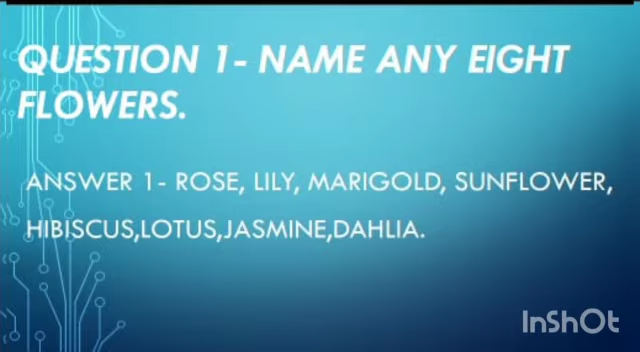 QUESTION 1- NAME ANY EIGHT
FLOWERS.
ANSWER 1- ROSE, LILY, MARIGOLD, SUNFLOWER,
HIBISCUS,LOTUS,JASMINE,DAHLIA.
InShOt